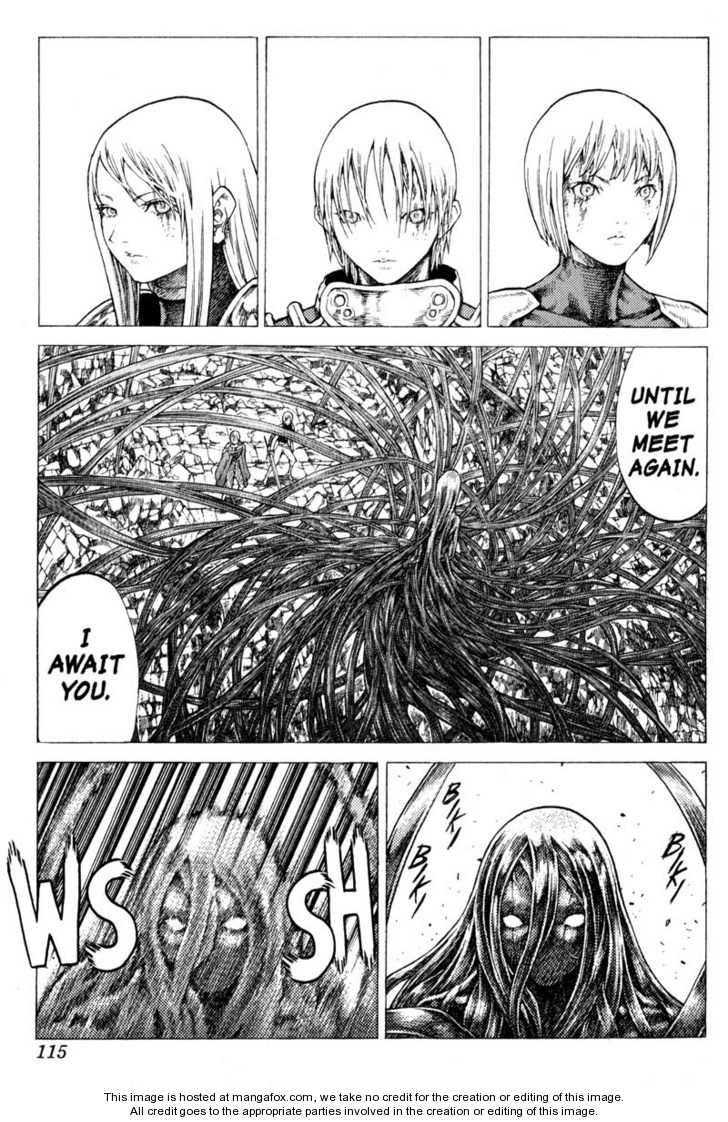 UNTIL
WE
MEET
AGAIN.
I
AWAIT
YOU.
BIKI
BIKI
BIKI
WSSH
115
This image is hosted at mangafox.com, we take no credit for the creation or editing of this image.
All credit goes to the appropriate parties involved in the creation or editing of this image.